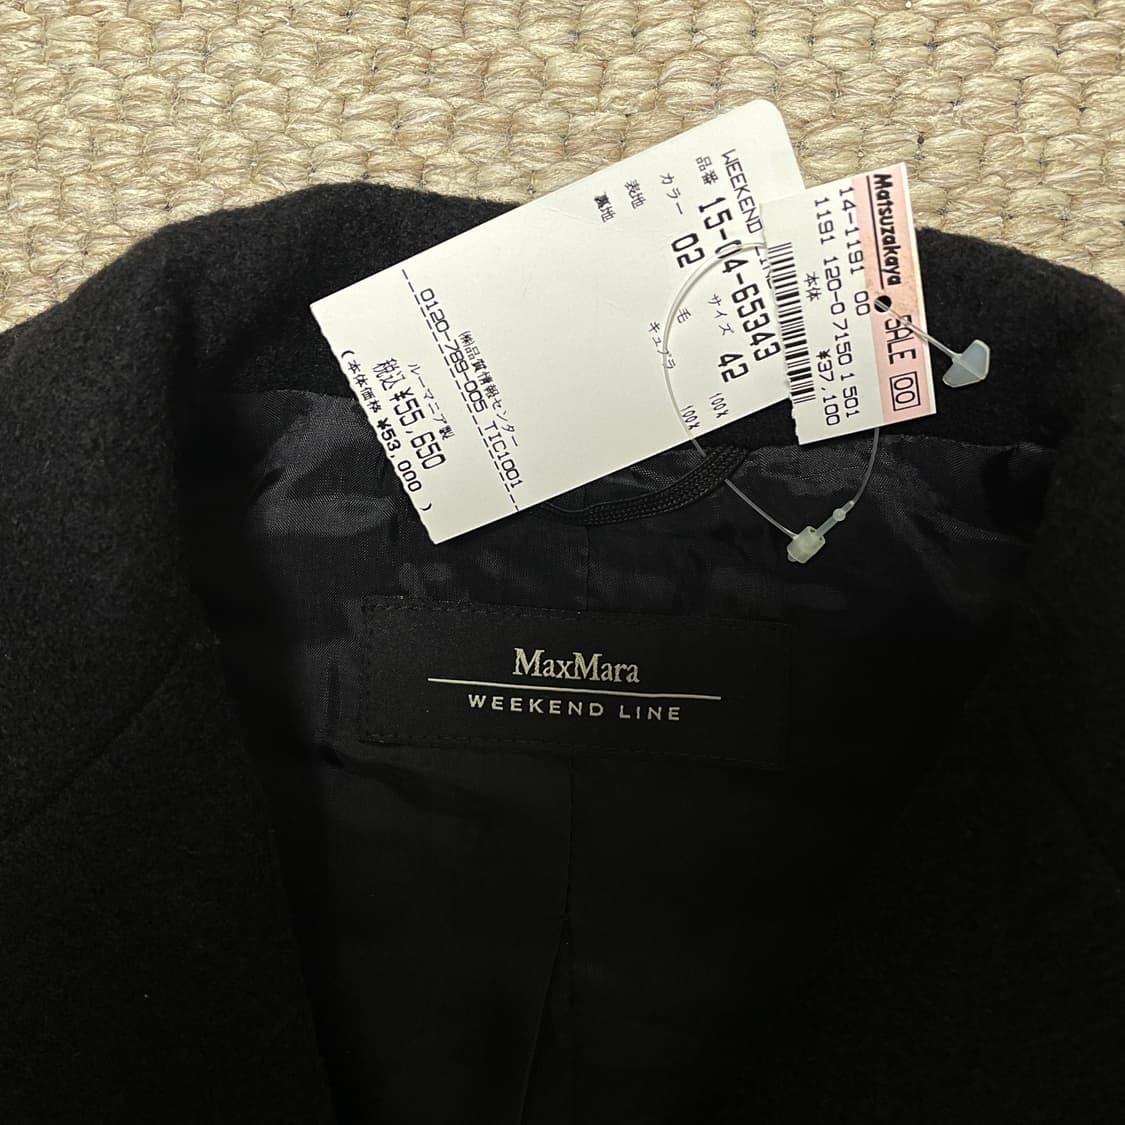 WEEKEND LIN
品番 15-04-65343
カラー 02 サイズ 42
表地 毛 100%
裏地 キュプラ 100%
㈱品質情報センター
0120-789-005 TIC1001
ルーマニア製
税込 ¥55,650
(本体価格 ¥53,000 )
Matsuzakaya
SALE 00
14-1191 00
1191 120-07150 1 501
本体
¥37,100
MaxMara
WEEKEND LINE